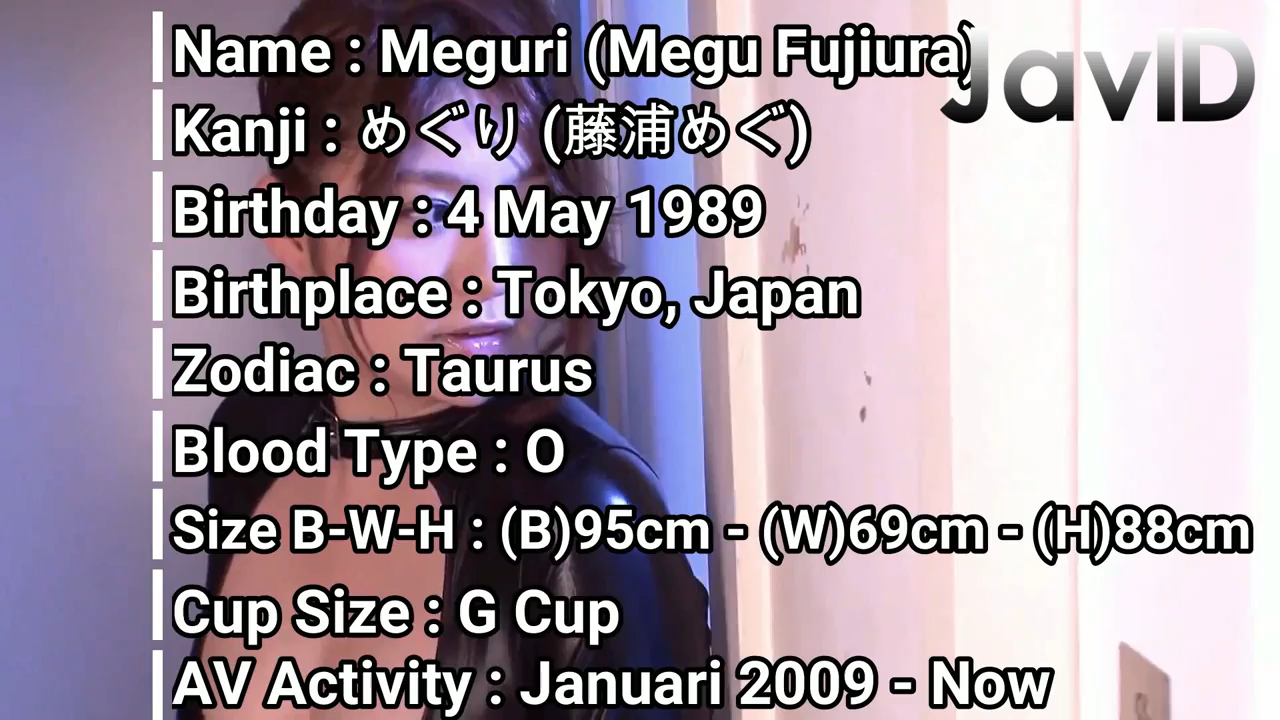 Name : Meguri (Megu Fujiura)
JavID
Kanji : めぐり (藤浦めぐ)
Birthday : 4 May 1989
Birthplace : Tokyo, Japan
Zodiac : Taurus
Blood Type : O
Size B-W-H : (B)95cm - (W)69cm - (H)88cm
Cup Size : G Cup
AV Activity : Januari 2009 - Now